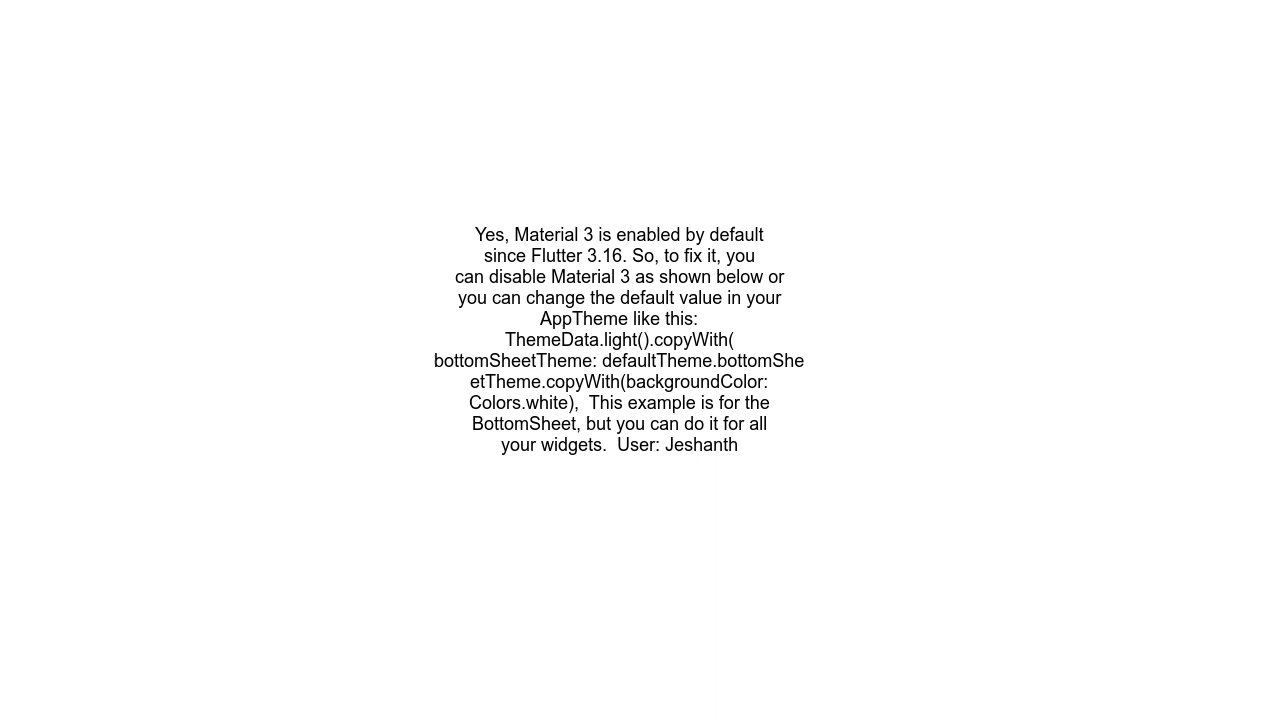 Yes, Material 3 is enabled by default
since Flutter 3.16. So, to fix it, you
can disable Material 3 as shown below or
you can change the default value in your
AppTheme like this:
ThemeData.light().copyWith(
bottomSheetTheme: defaultTheme.bottomShe
etTheme.copyWith(backgroundColor:
Colors.white),  This example is for the
BottomSheet, but you can do it for all
your widgets.  User: Jeshanth